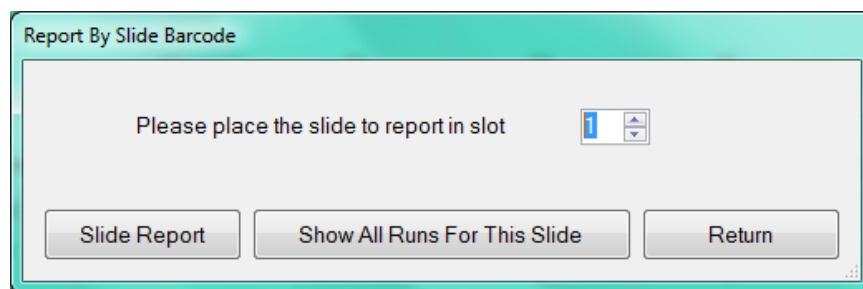 Report By Slide Barcode
Please place the slide to report in slot 1
Slide Report Show All Runs For This Slide Return